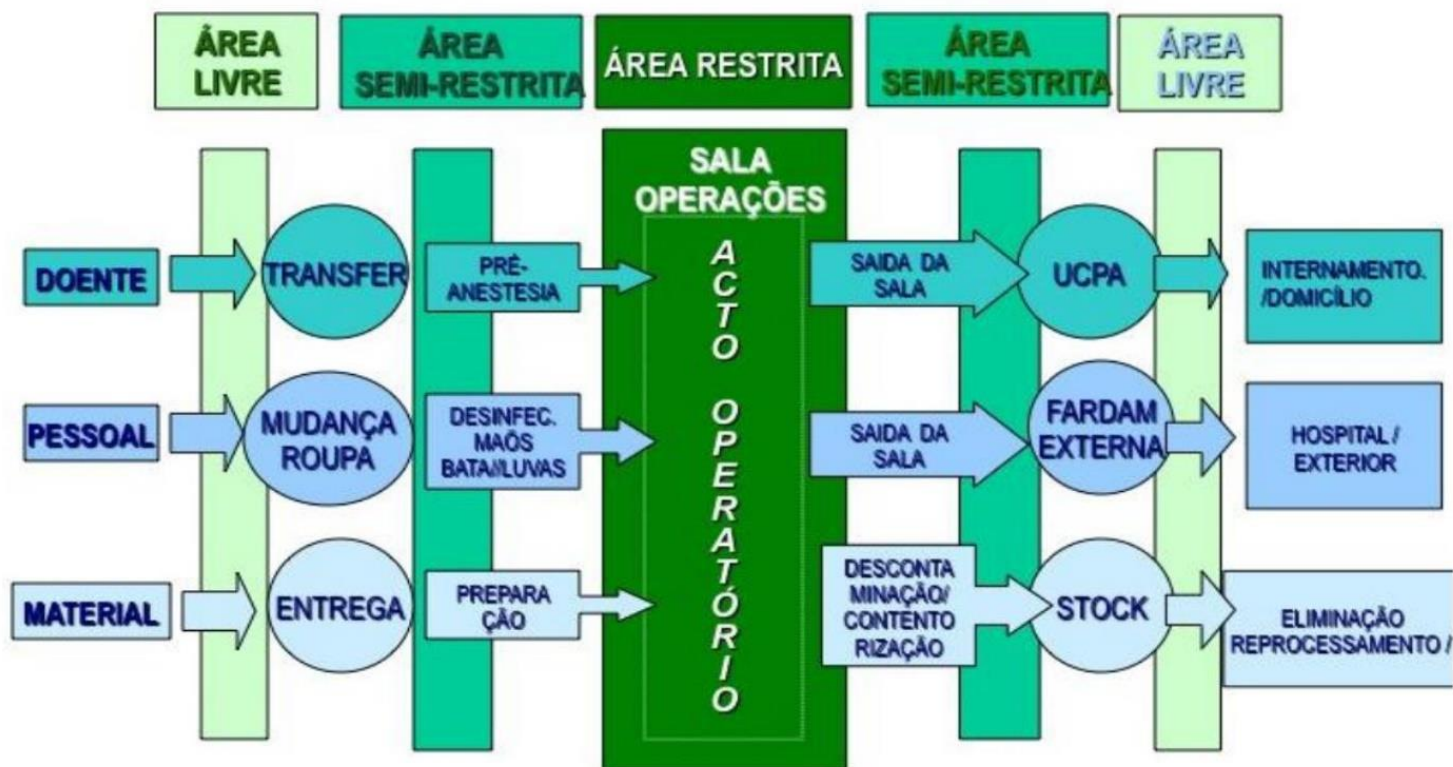 ÁREA
LIVRE
ÁREA
SEMI-RESTRITA
ÁREA RESTRITA
ÁREA
SEMI-RESTRITA
ÁREA
LIVRE
SALA
OPERAÇÕES
ACTO OPERATÓRIO
DOENTE
TRANSFER
PRÉ-
ANESTESIA
SAIDA DA
SALA
UCPA
INTERNAMENTO.
/DOMICÍLIO
PESSOAL
MUDANÇA
ROUPA
DESINFEC.
MAÕS
BATA//LUVAS
SAIDA DA
SALA
FARDAM
EXTERNA
HOSPITAL /
EXTERIOR
MATERIAL
ENTREGA
PREPARA
ÇÃO
DESCONTA
MINAÇÃO/
CONTENTO
RIZAÇÃO
STOCK
ELIMINAÇÃO
REPROCESSAMENTO /